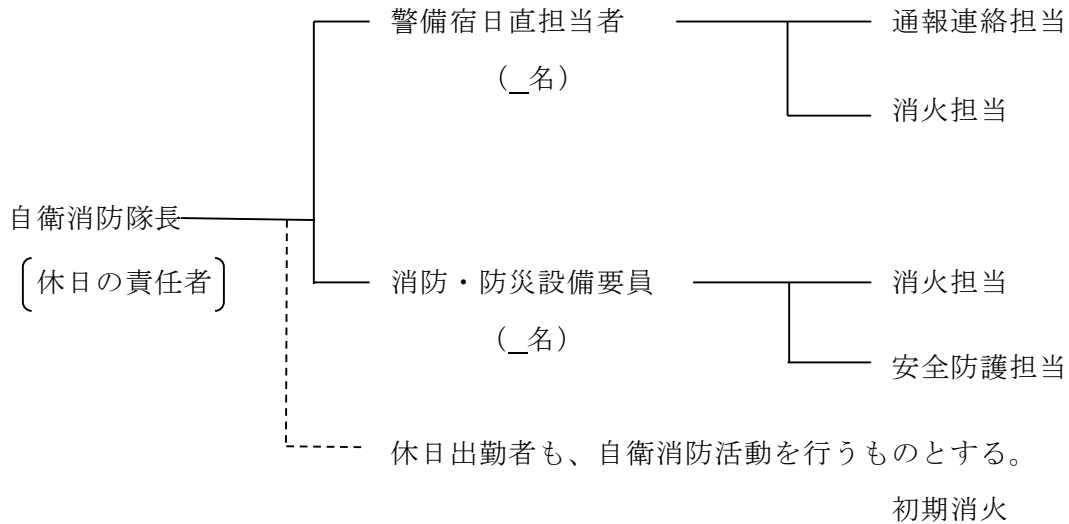 警備宿日直担当者 通報連絡担当
（_名）
消火担当
自衛消防隊長
休日の責任者 消防・防災設備要員 消火担当
（_名）
安全防護担当
休日出勤者も、自衛消防活動を行うものとする。
初期消火